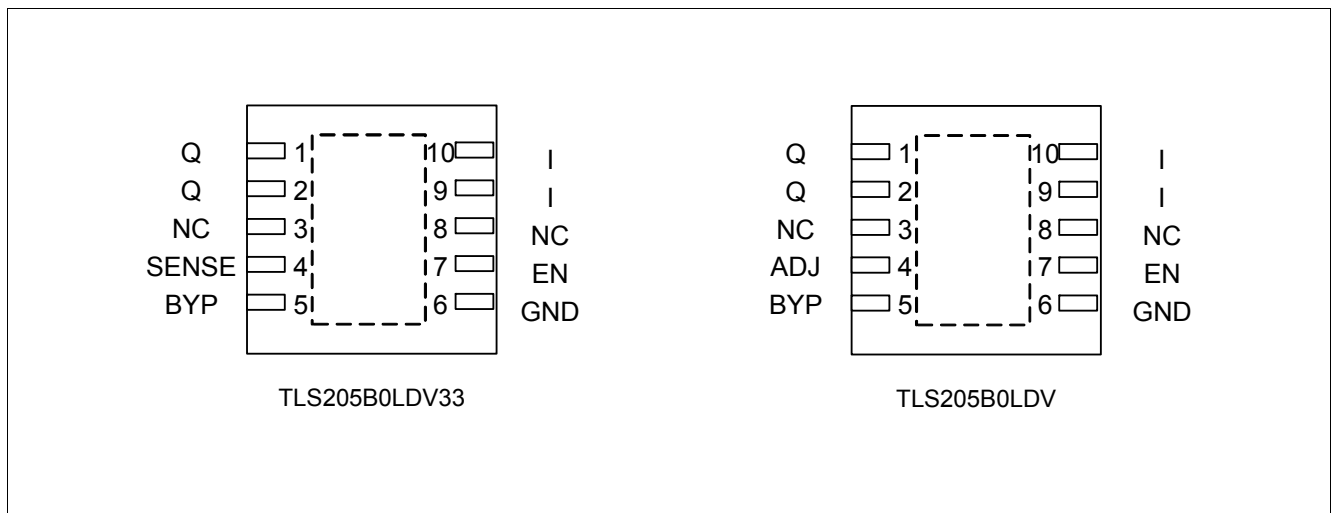 Q 1 10 I
Q 2 9 I
NC 3 8 NC
SENSE 4 7 EN
BYP 5 6 GND
TLS205B0LDV33
Q 1 10 I
Q 2 9 I
NC 3 8 NC
ADJ 4 7 EN
BYP 5 6 GND
TLS205B0LDV